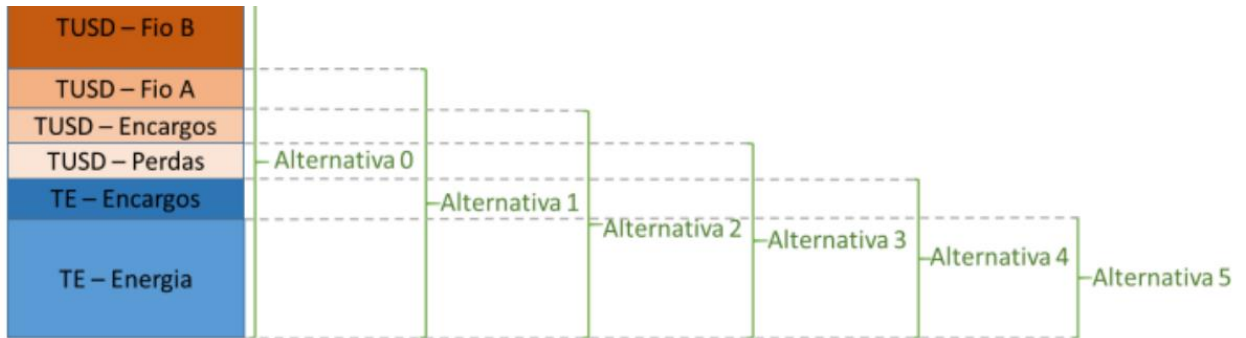 TUSD – Fio B
TUSD – Fio A
TUSD – Encargos
TUSD – Perdas
TE – Encargos
TE – Energia
Alternativa 0
Alternativa 1
Alternativa 2
Alternativa 3
Alternativa 4
Alternativa 5